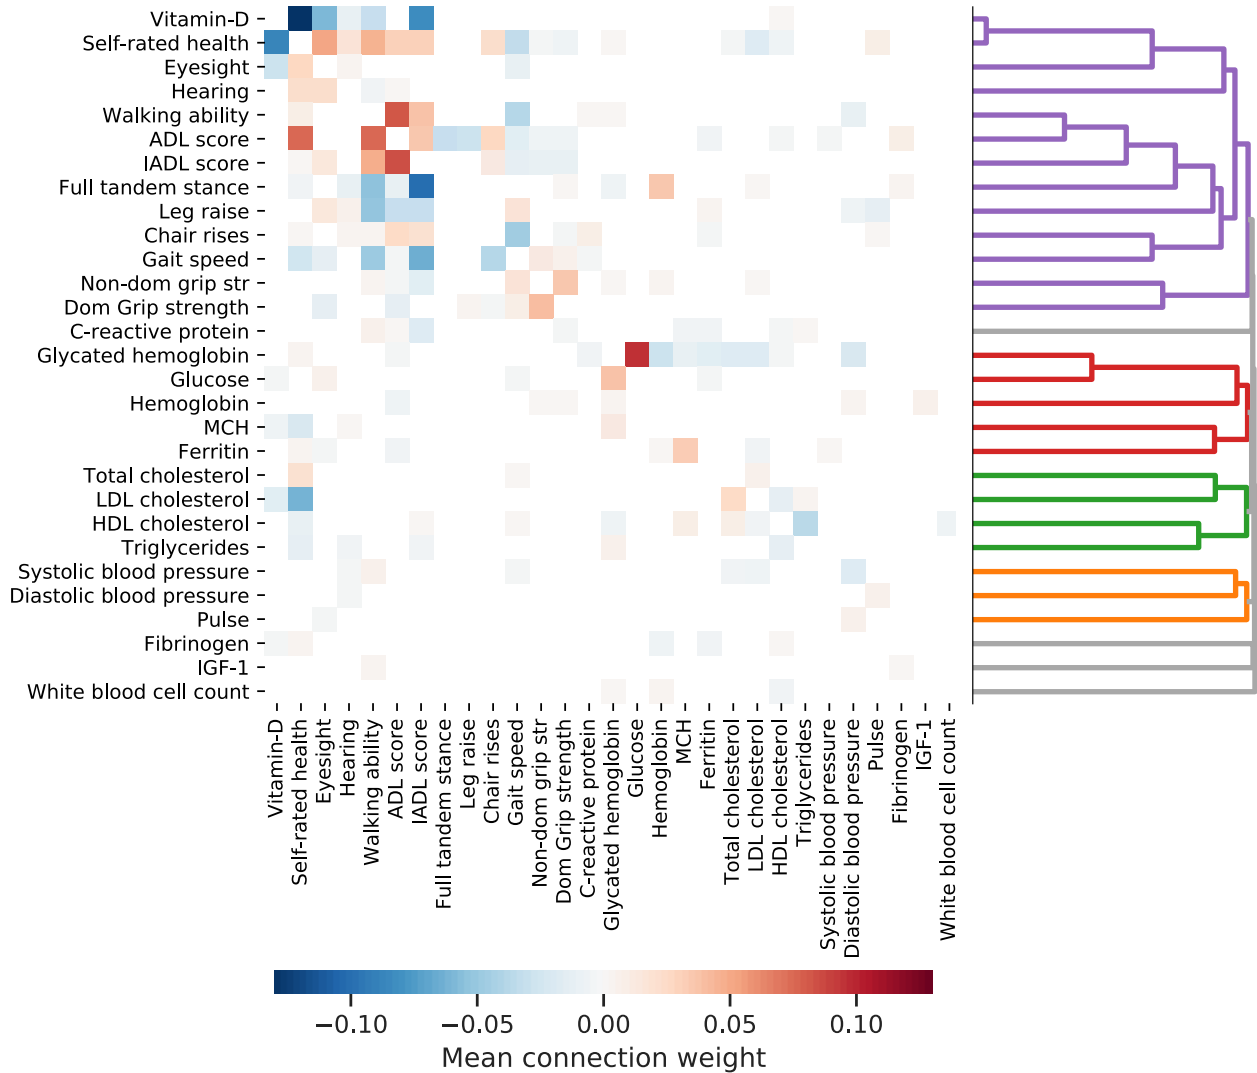 Vitamin-D
Self-rated health
Eyesight
Hearing
Walking ability
ADL score
IADL score
Full tandem stance
Leg raise
Chair rises
Gait speed
Non-dom grip str
Dom Grip strength
C-reactive protein
Glycated hemoglobin
Glucose
Hemoglobin
MCH
Ferritin
Total cholesterol
LDL cholesterol
HDL cholesterol
Triglycerides
Systolic blood pressure
Diastolic blood pressure
Pulse
Fibrinogen
IGF-1
White blood cell count
Vitamin-D
Self-rated health
Eyesight
Hearing
Walking ability
ADL score
IADL score
Full tandem stance
Leg raise
Chair rises
Gait speed
Non-dom grip str
Dom Grip strength
C-reactive protein
Glycated hemoglobin
Glucose
Hemoglobin
MCH
Ferritin
Total cholesterol
LDL cholesterol
HDL cholesterol
Triglycerides
Systolic blood pressure
Diastolic blood pressure
Pulse
Fibrinogen
IGF-1
White blood cell count
−0.10 −0.05 0.00 0.05 0.10
Mean connection weight